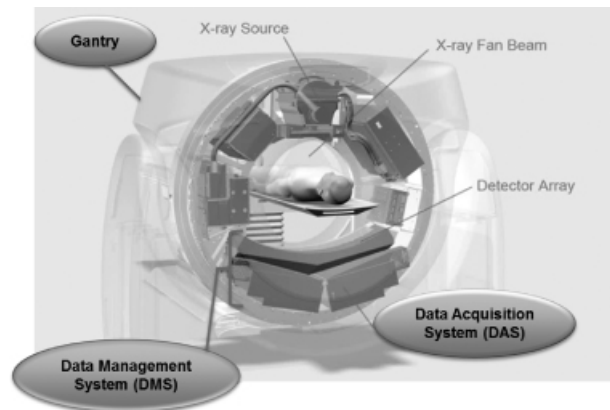 Gantry
X-ray Source
X-ray Fan Beam
Detector Array
Data Acquisition
System (DAS)
Data Management
System (DMS)